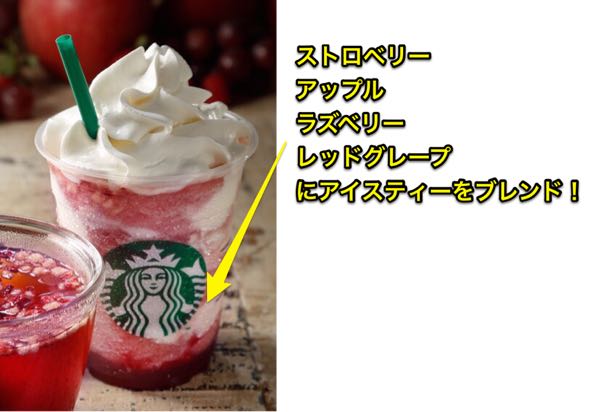 ストロベリー
アップル
ラズベリー
レッドグレープ
にアイスティーをブレンド！